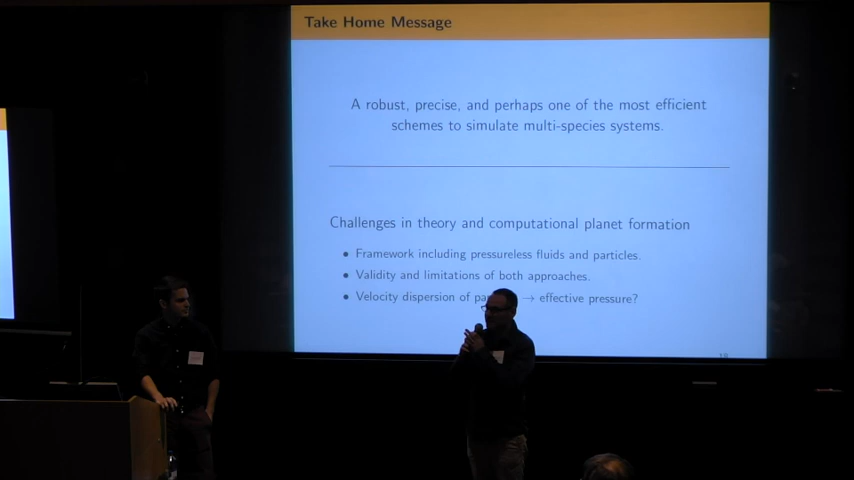 Take Home Message
A robust, precise, and perhaps one of the most efficient
schemes to simulate multi-species systems.
Challenges in theory and computational planet formation
• Framework including pressureless fluids and particles.
• Validity and limitations of both approaches.
• Velocity dispersion of → effective pressure?